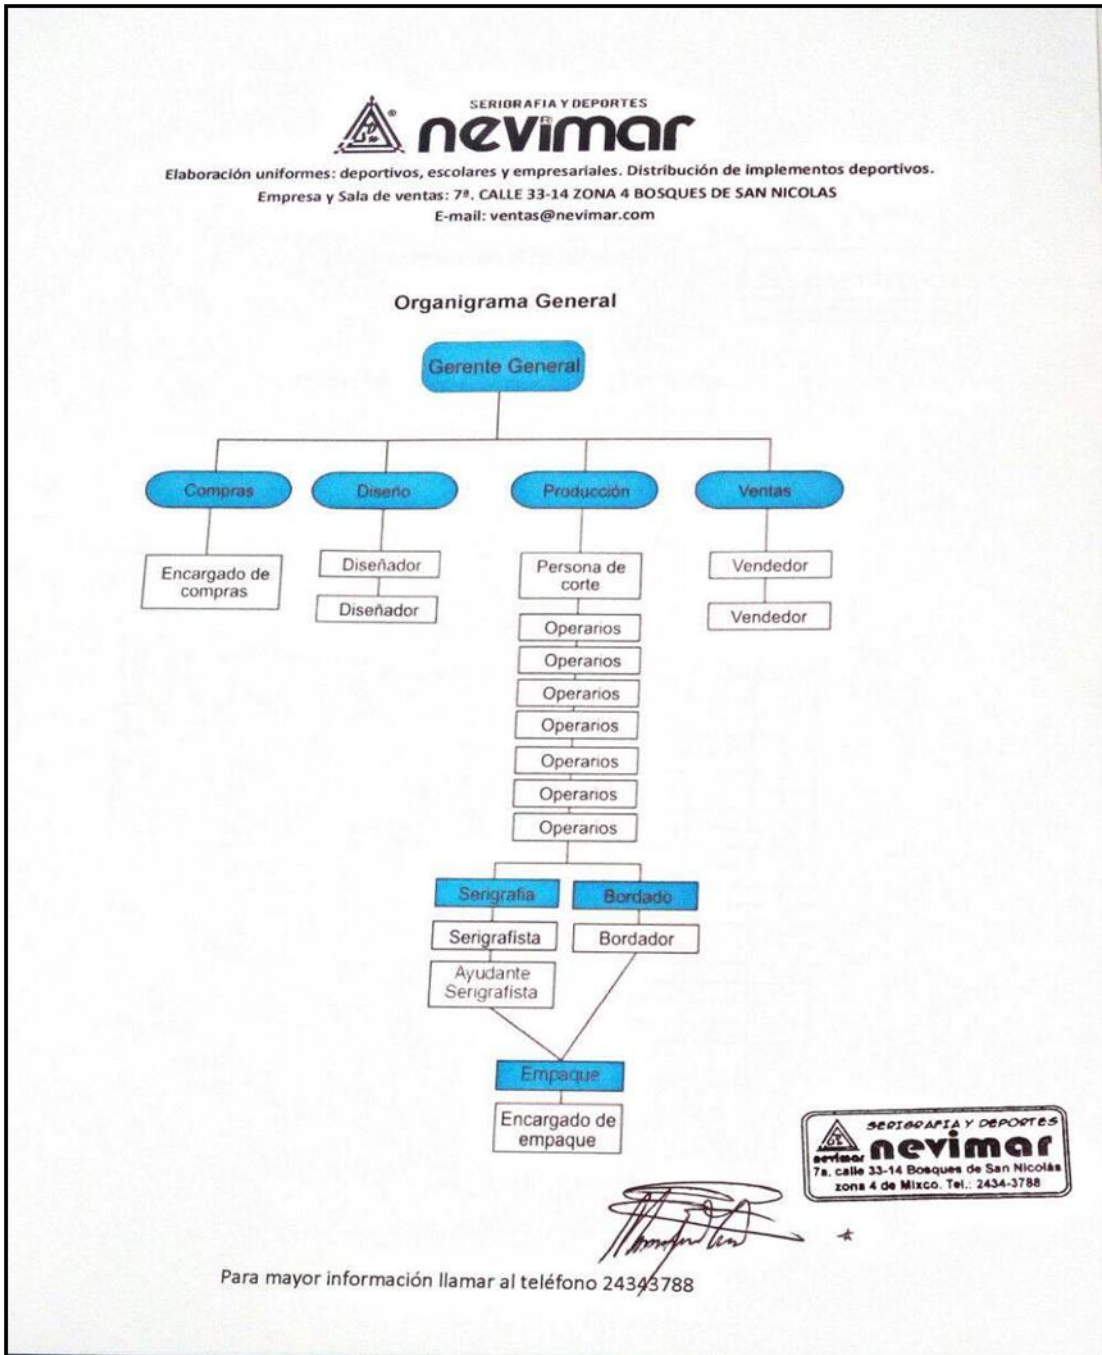 SERIGRAFIA Y DEPORTES
nevimar
Elaboración uniformes: deportivos, escolares y empresariales. Distribución de implementos deportivos.
Empresa y Sala de ventas: 7ª. CALLE 33-14 ZONA 4 BOSQUES DE SAN NICOLAS
E-mail: ventas@nevimar.com
Organigrama General
Gerente General
Compras
Diseño
Producción
Ventas
Encargado de
compras
Diseñador
Diseñador
Persona de
corte
Vendedor
Vendedor
Operarios
Operarios
Operarios
Operarios
Operarios
Operarios
Operarios
Serigrafia
Bordado
Serigrafista
Bordador
Ayudante
Serigrafista
Empaque
Encargado de
empaque
SERIGRAFIA Y DEPORTES
nevimar
nevimar
7a. calle 33-14 Bosques de San Nicolás
zona 4 de Mixco. Tel.: 2434-3788
Para mayor información llamar al teléfono 24343788